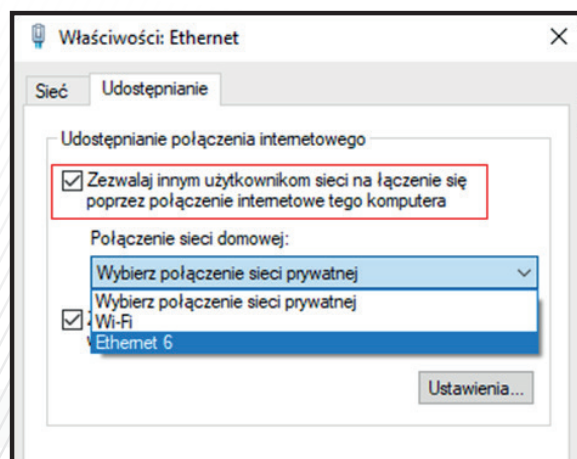 Właściwości: Ethernet
Sieć
Udostępnianie
Udostępnianie połączenia internetowego
Zezwalaj innym użytkownikom sieci na łączenie się
poprzez połączenie internetowe tego komputera
Połączenie sieci domowej:
Wybierz połączenie sieci prywatnej
Wybierz połączenie sieci prywatnej
Wi-Fi
Ethernet 6
Ustawienia...